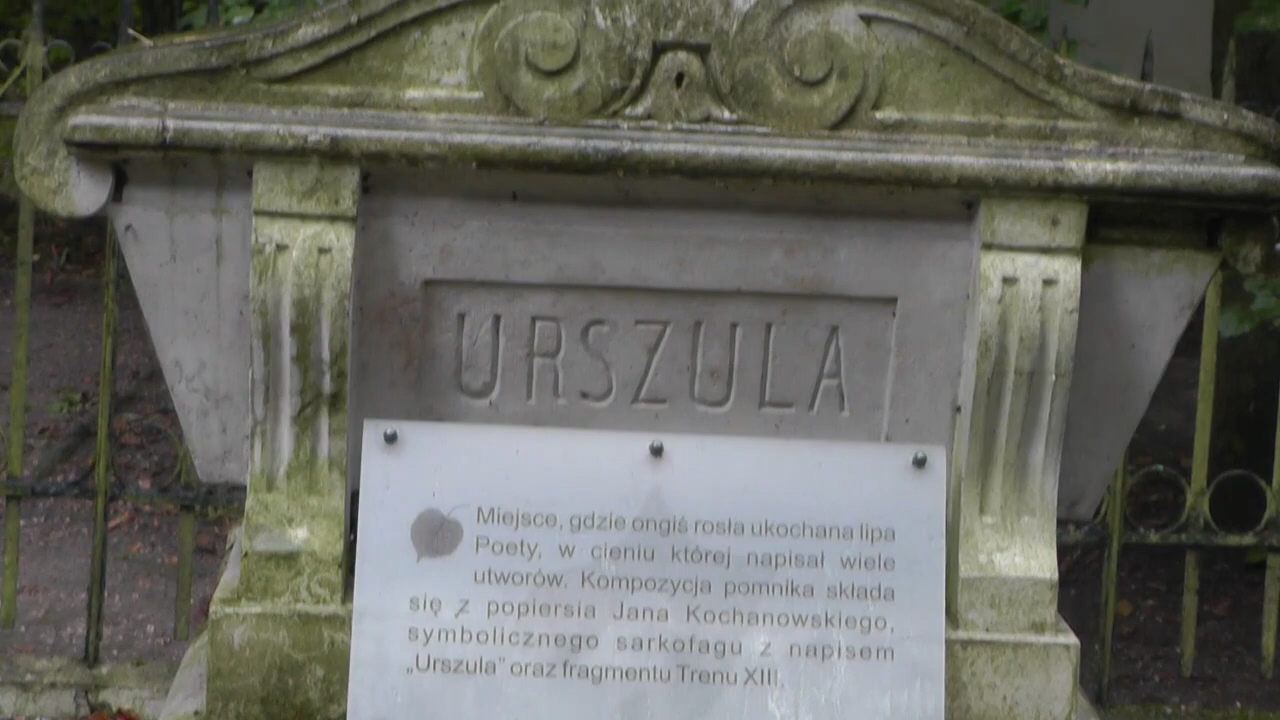 URSZULA
Miejsce, gdzie ongiś rosła ukochana lipa
Poety, w cieniu której napisał wiele
utworów. Kompozycja pomnika składa
się z popiersia Jana Kochanowskiego,
symbolicznego sarkofagu z napisem
„Urszula” oraz fragmentu Trenu XIII.